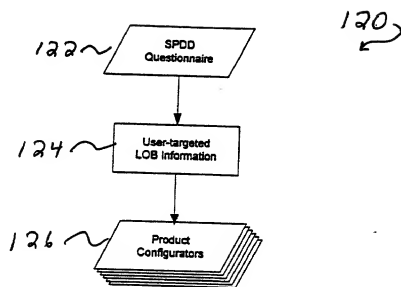 120
122
SPDD
Questionnaire
124
User-targeted
LOB Information
126
Product
Configurators